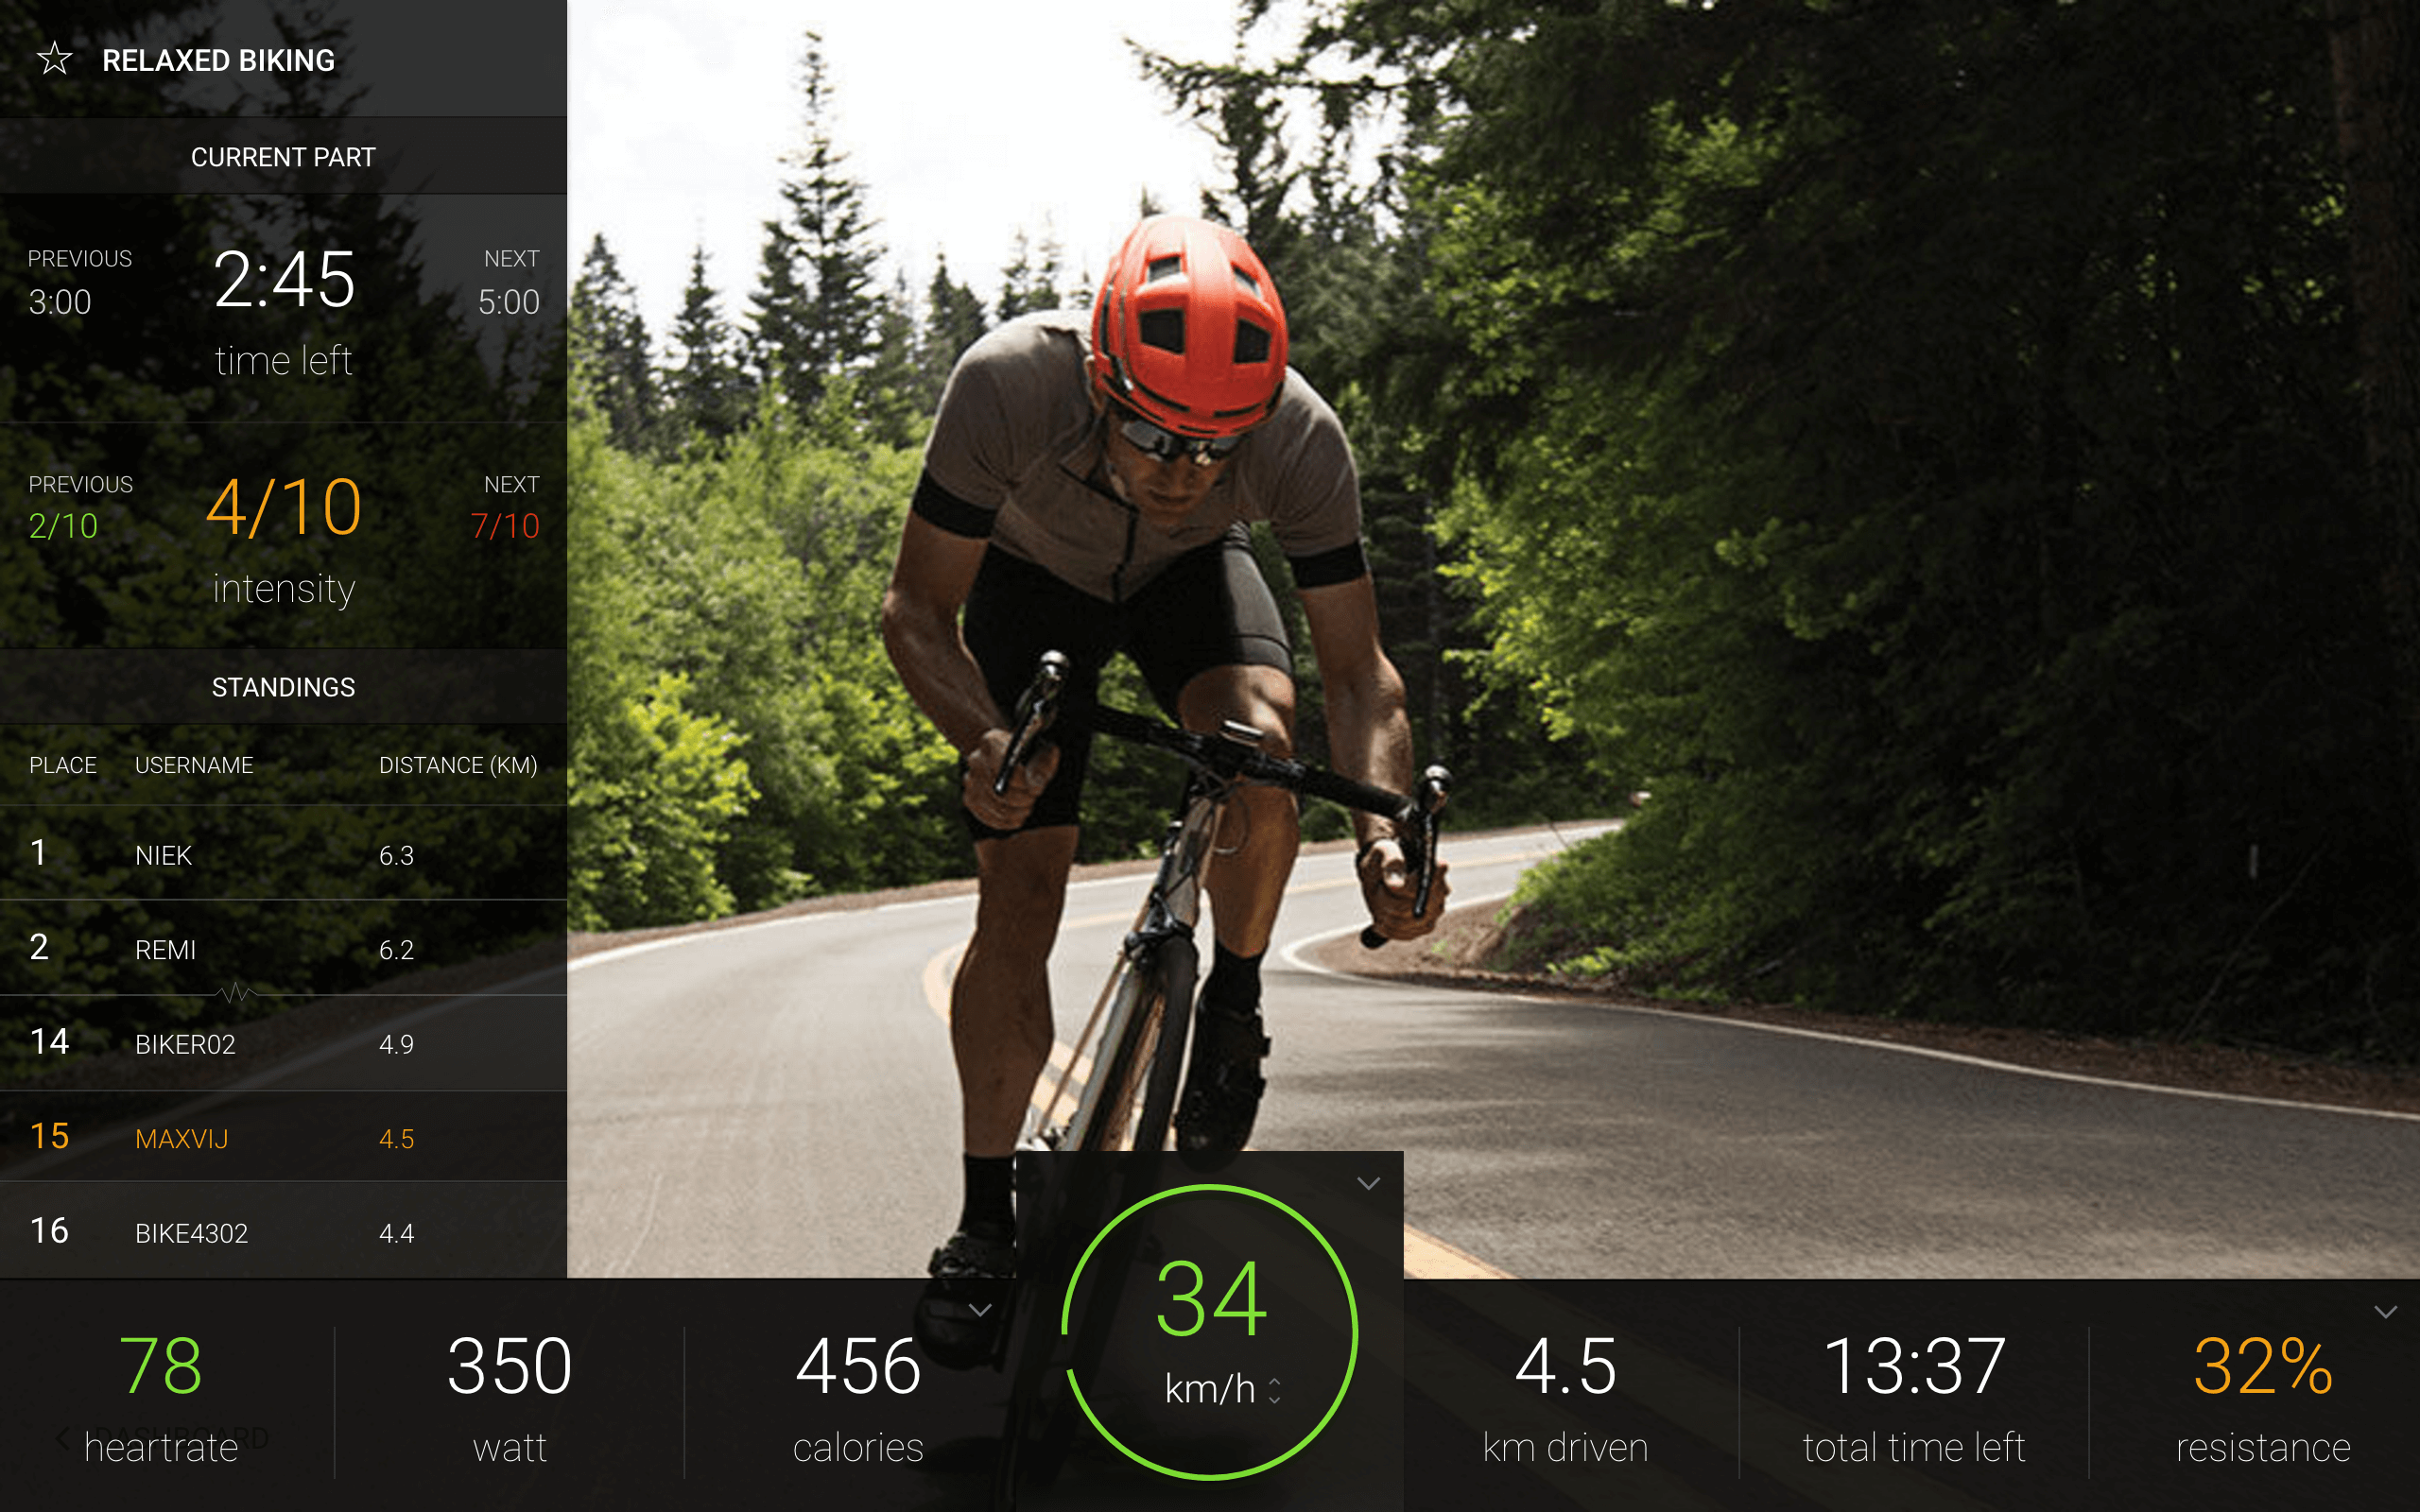 RELAXED BIKING
CURRENT PART
PREVIOUS 2:45 NEXT
3:00 5:00
time left
PREVIOUS 4/10 NEXT
2/10 7/10
intensity
STANDINGS
PLACE USERNAME DISTANCE (KM)
1 NIEK 6.3
2 REMI 6.2
14 BIKER02 4.9
15 MAXVIJ 4.5
16 BIKE4302 4.4
78 350 456 34 4.5 13:37 32%
km/h
DASHBOARD
heartrate watt calories km driven total time left resistance